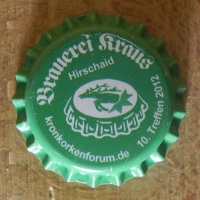 Brauerei Kraus
Hirschaid
kronkorkenforum.de
10. Treffen 2012